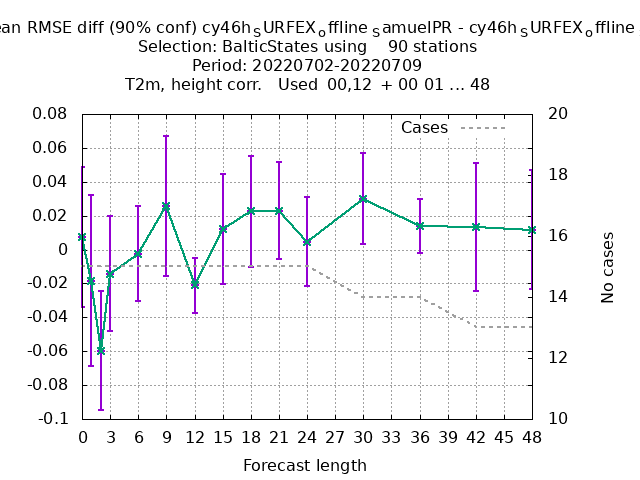 ean RMSE diff (90% conf) cy46h_SURFEX_offline_SamuelPR - cy46h_SURFEX_offline_S
Selection: BalticStates using 90 stations
Period: 20220702-20220709
T2m, height corr. Used 00,12 + 00 01 ... 48
Cases
0.08
0.06
0.04
0.02
0
-0.02
-0.04
-0.06
-0.08
-0.1
20
18
16
14
12
10
No cases
0 3 6 9 12 15 18 21 24 27 30 33 36 39 42 45 48
Forecast length